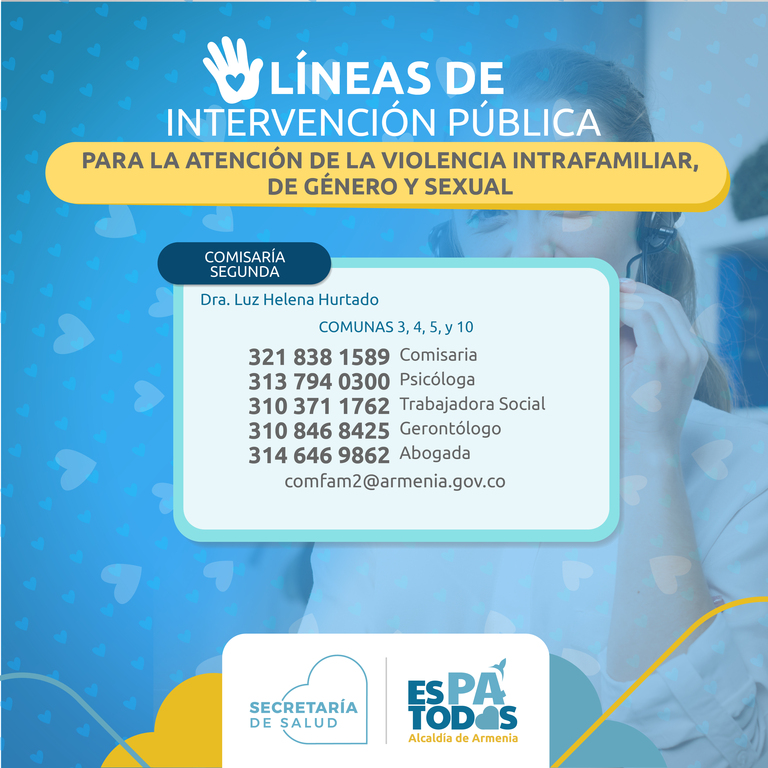 LÍNEAS DE
INTERVENCIÓN PÚBLICA
PARA LA ATENCIÓN DE LA VIOLENCIA INTRAFAMILIAR,
DE GÉNERO Y SEXUAL
COMISARÍA
SEGUNDA
Dra. Luz Helena Hurtado
COMUNAS 3, 4, 5, y 10
321 838 1589 Comisaria
313 794 0300 Psicóloga
310 371 1762 Trabajadora Social
310 846 8425 Gerontólogo
314 646 9862 Abogada
comfam2@armenia.gov.co
SECRETARÍA
DE SALUD
ES PA'
TODOS
Alcaldía de Armenia